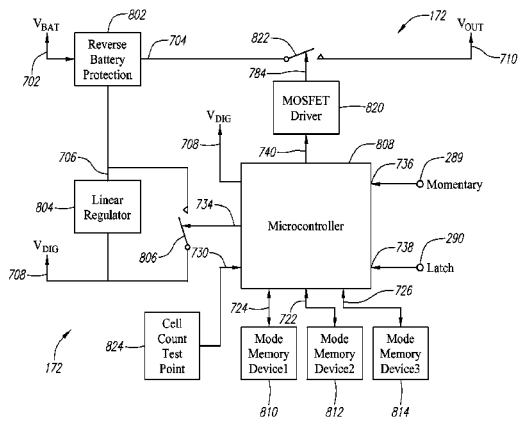 802
V_BAT
704
822
172
V_OUT
Reverse
Battery
Protection
702
784
710
MOSFET
Driver
820
V_DIG
708
740
808
706
736
289
Momentary
804
Linear
Regulator
734
Microcontroller
V_DIG
806
730
738
290
Latch
708
724
722
726
172
824
Cell
Count
Test
Point
Mode
Memory
Device1
Mode
Memory
Device2
Mode
Memory
Device3
810
812
814